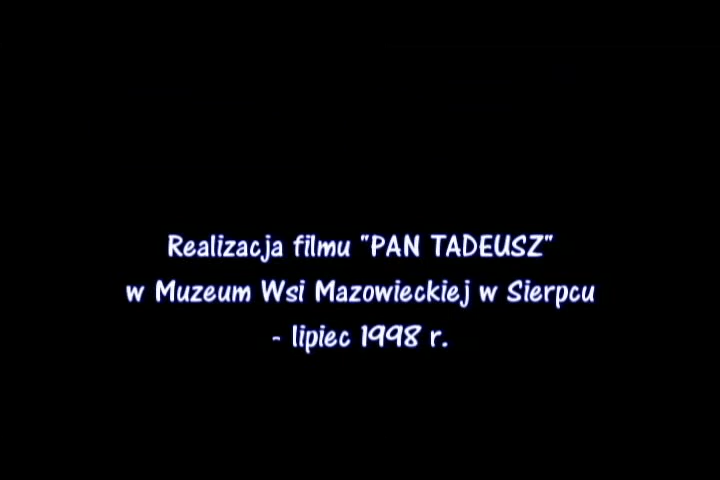 Realizacja filmu "PAN TADEUSZ"
w Muzeum Wsi Mazowieckiej w Sierpcu
- lipiec 1998 r.